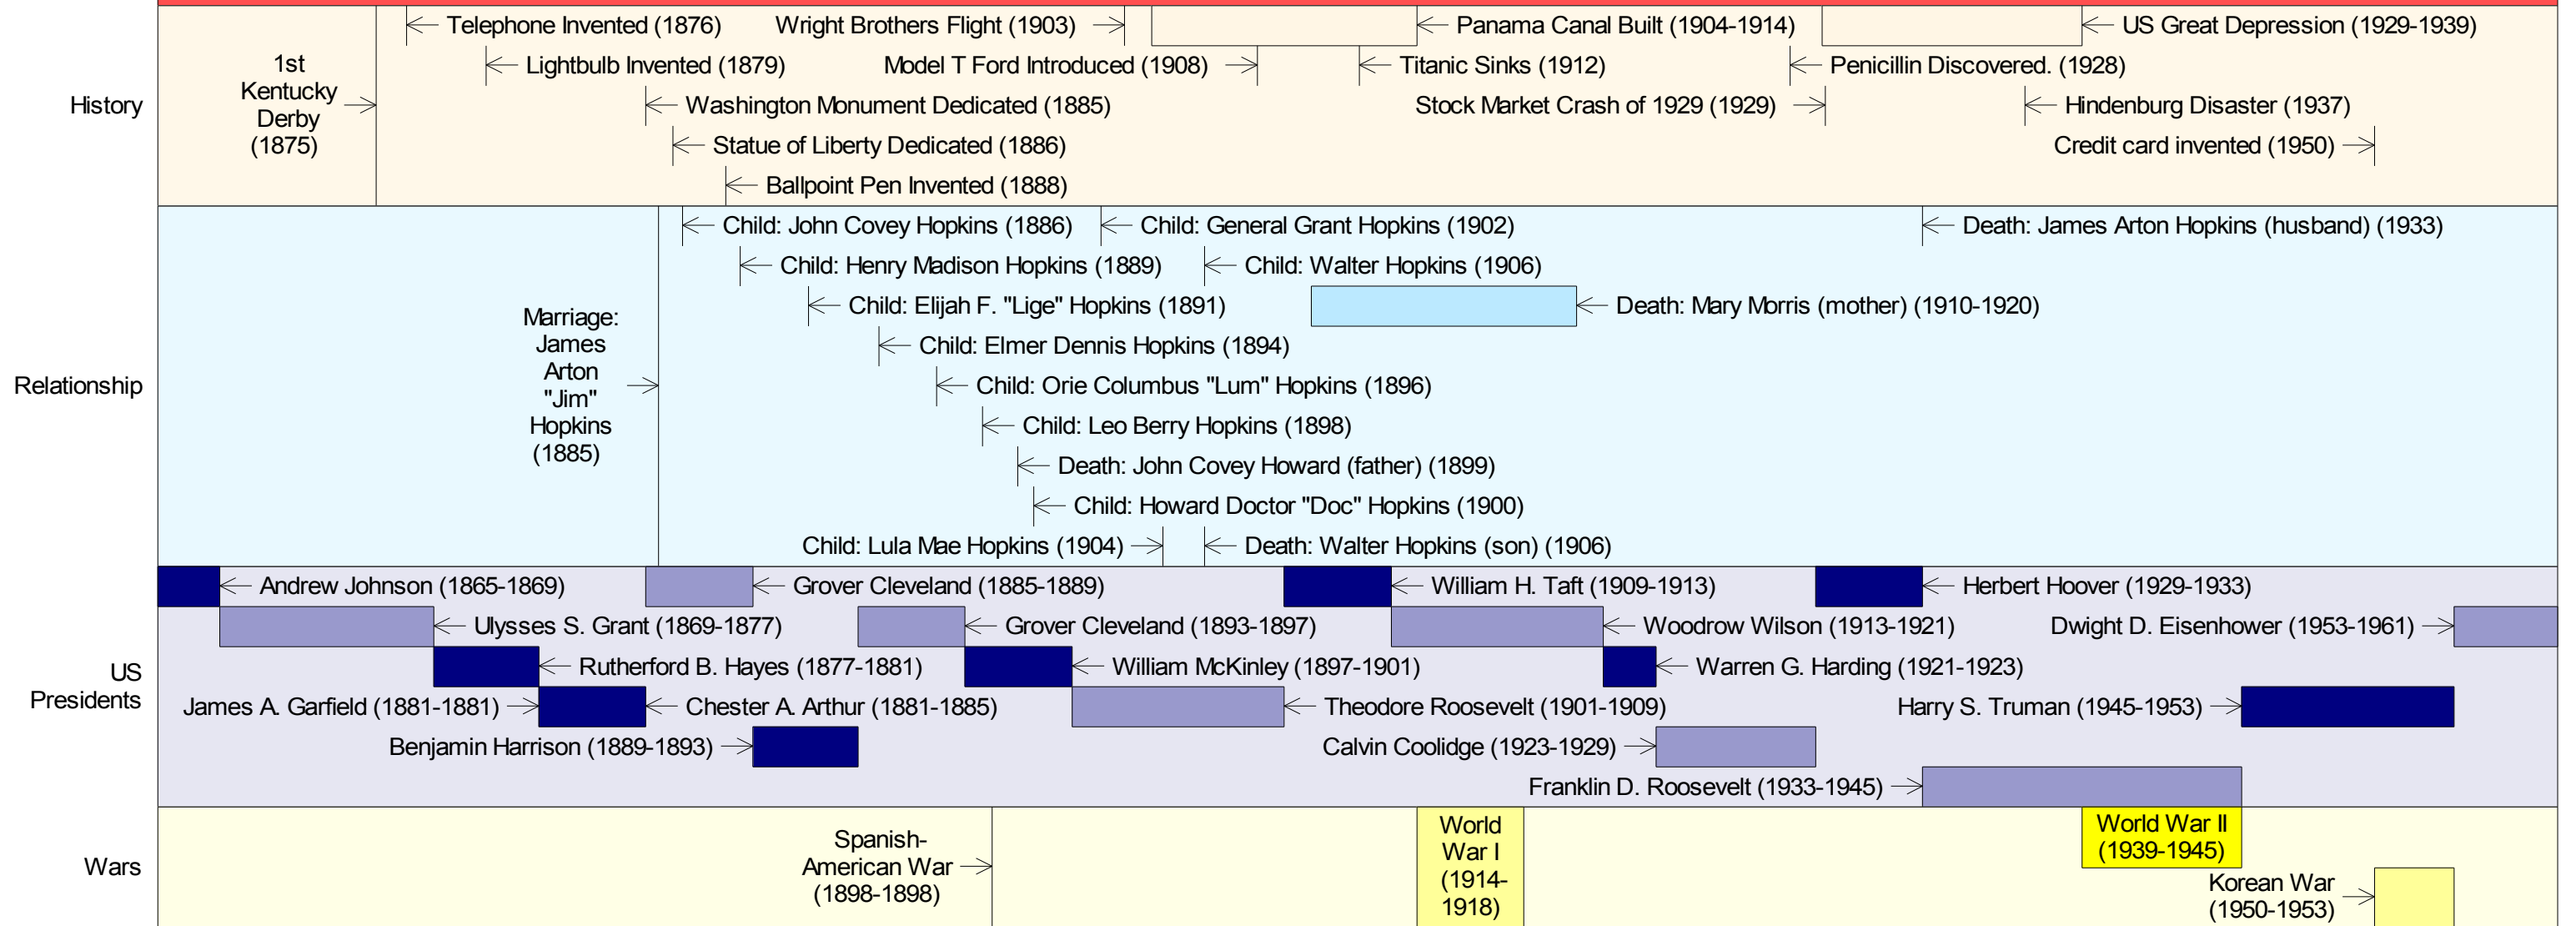 Telephone Invented (1876)
Wright Brothers Flight (1903)
Panama Canal Built (1904-1914)
US Great Depression (1929-1939)
Lightbulb Invented (1879)
Model T Ford Introduced (1908)
Titanic Sinks (1912)
Penicillin Discovered. (1928)
History
1st
Kentucky
Derby
(1875)
Washington Monument Dedicated (1885)
Stock Market Crash of 1929 (1929)
Hindenburg Disaster (1937)
Statue of Liberty Dedicated (1886)
Credit card invented (1950)
Ballpoint Pen Invented (1888)
Child: John Covey Hopkins (1886)
Child: General Grant Hopkins (1902)
Death: James Arton Hopkins (husband) (1933)
Child: Henry Madison Hopkins (1889)
Child: Walter Hopkins (1906)
Child: Elijah F. "Lige" Hopkins (1891)
Death: Mary Morris (mother) (1910-1920)
Relationship
Marriage:
James
Arton
"Jim"
Hopkins
(1885)
Child: Elmer Dennis Hopkins (1894)
Child: Orie Columbus "Lum" Hopkins (1896)
Child: Leo Berry Hopkins (1898)
Death: John Covey Howard (father) (1899)
Child: Howard Doctor "Doc" Hopkins (1900)
Child: Lula Mae Hopkins (1904)
Death: Walter Hopkins (son) (1906)
Andrew Johnson (1865-1869)
Grover Cleveland (1885-1889)
William H. Taft (1909-1913)
Herbert Hoover (1929-1933)
Ulysses S. Grant (1869-1877)
Grover Cleveland (1893-1897)
Woodrow Wilson (1913-1921)
Dwight D. Eisenhower (1953-1961)
US
Presidents
Rutherford B. Hayes (1877-1881)
William McKinley (1897-1901)
Warren G. Harding (1921-1923)
James A. Garfield (1881-1881)
Chester A. Arthur (1881-1885)
Theodore Roosevelt (1901-1909)
Harry S. Truman (1945-1953)
Benjamin Harrison (1889-1893)
Calvin Coolidge (1923-1929)
Franklin D. Roosevelt (1933-1945)
Wars
Spanish-
American War
(1898-1898)
World
War I
(1914-
1918)
World War II
(1939-1945)
Korean War
(1950-1953)